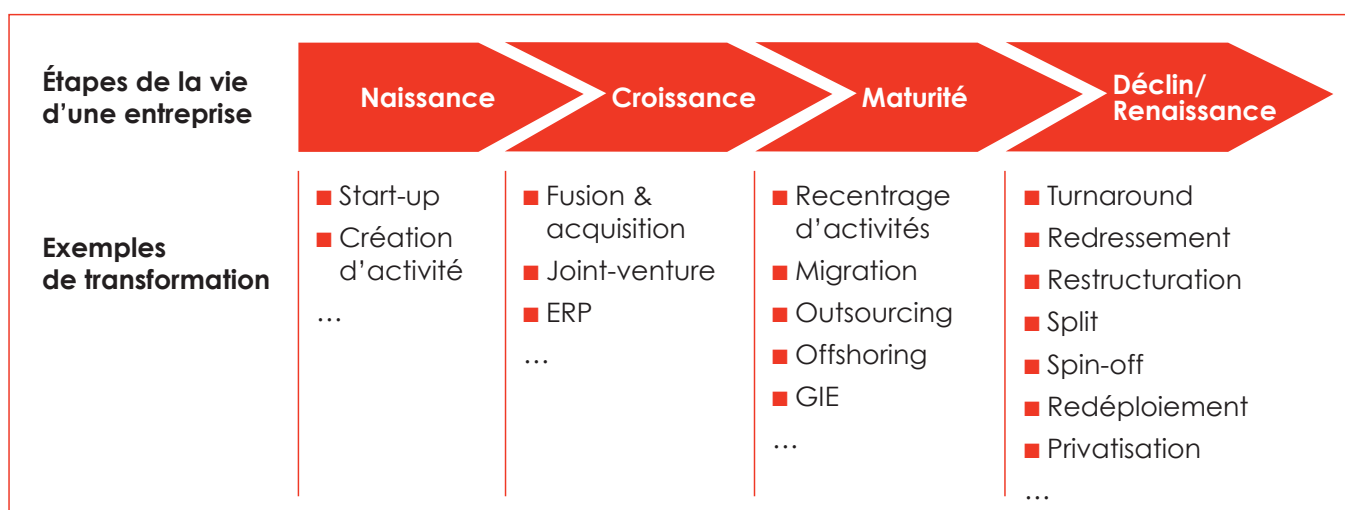 Étapes de la vie
d’une entreprise
Naissance
Croissance
Maturité
Déclin/
Renaissance
Exemples
de transformation
■ Start-up
■ Création
d’activité
…
■ Fusion &
acquisition
■ Joint-venture
■ ERP
…
■ Recentrage
d’activités
■ Migration
■ Outsourcing
■ Offshoring
■ GIE
…
■ Turnaround
■ Redressement
■ Restructuration
■ Split
■ Spin-off
■ Redéploiement
■ Privatisation
…